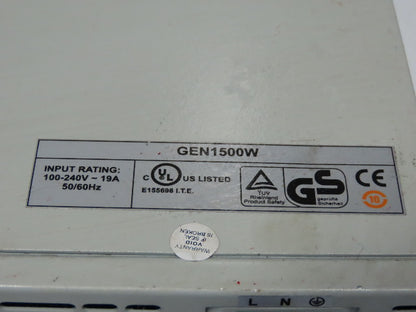 GEN1500W
INPUT RATING:
100-240V ~ 19A
50/60Hz
C UL US LISTED
E155698 I.T.E.
TUV
Rheinland
Product Safety
GS
geprüfte
Sicherheit
CE
10
WARRANTY
VOID
IF SEAL
IS BROKEN
L N